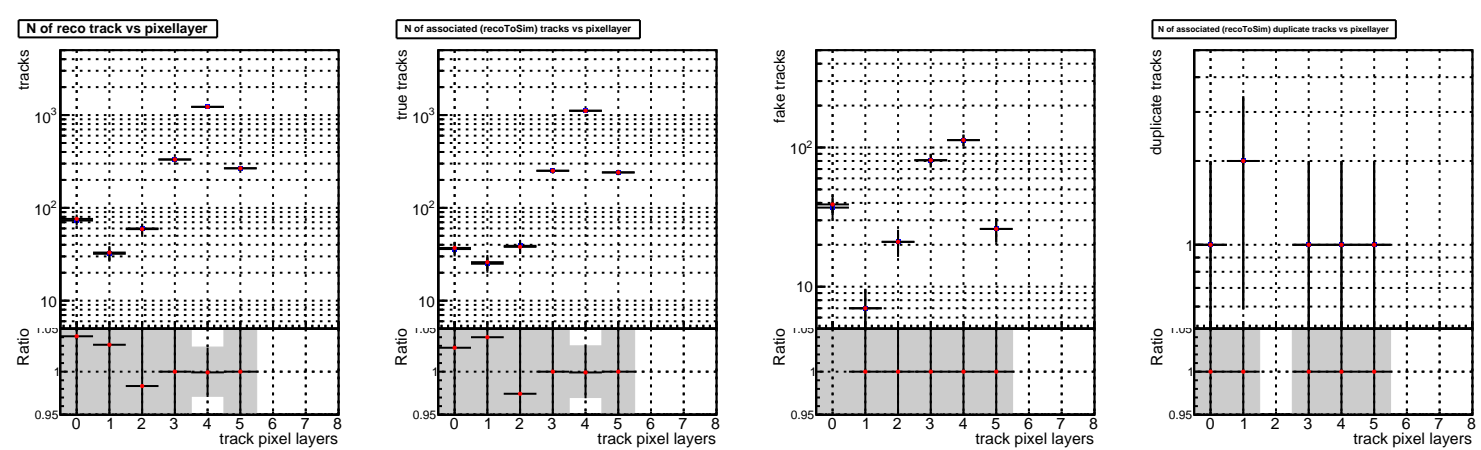 N of reco track vs pixellayer
tracks
10³
10²
10
Ratio
1.05
1
0.95
0 1 2 3 4 5 6 7 8
track pixel layers
N of associated (recoToSim) tracks vs pixellayer
true tracks
10³
10²
10
Ratio
1.05
1
0.95
0 1 2 3 4 5 6 7 8
track pixel layers
fake tracks
10²
10
Ratio
1.05
1
0.95
0 1 2 3 4 5 6 7 8
track pixel layers
N of associated (recoToSim) duplicate tracks vs pixellayer
duplicate tracks
1
Ratio
1.05
1
0.95
0 1 2 3 4 5 6 7 8
track pixel layers